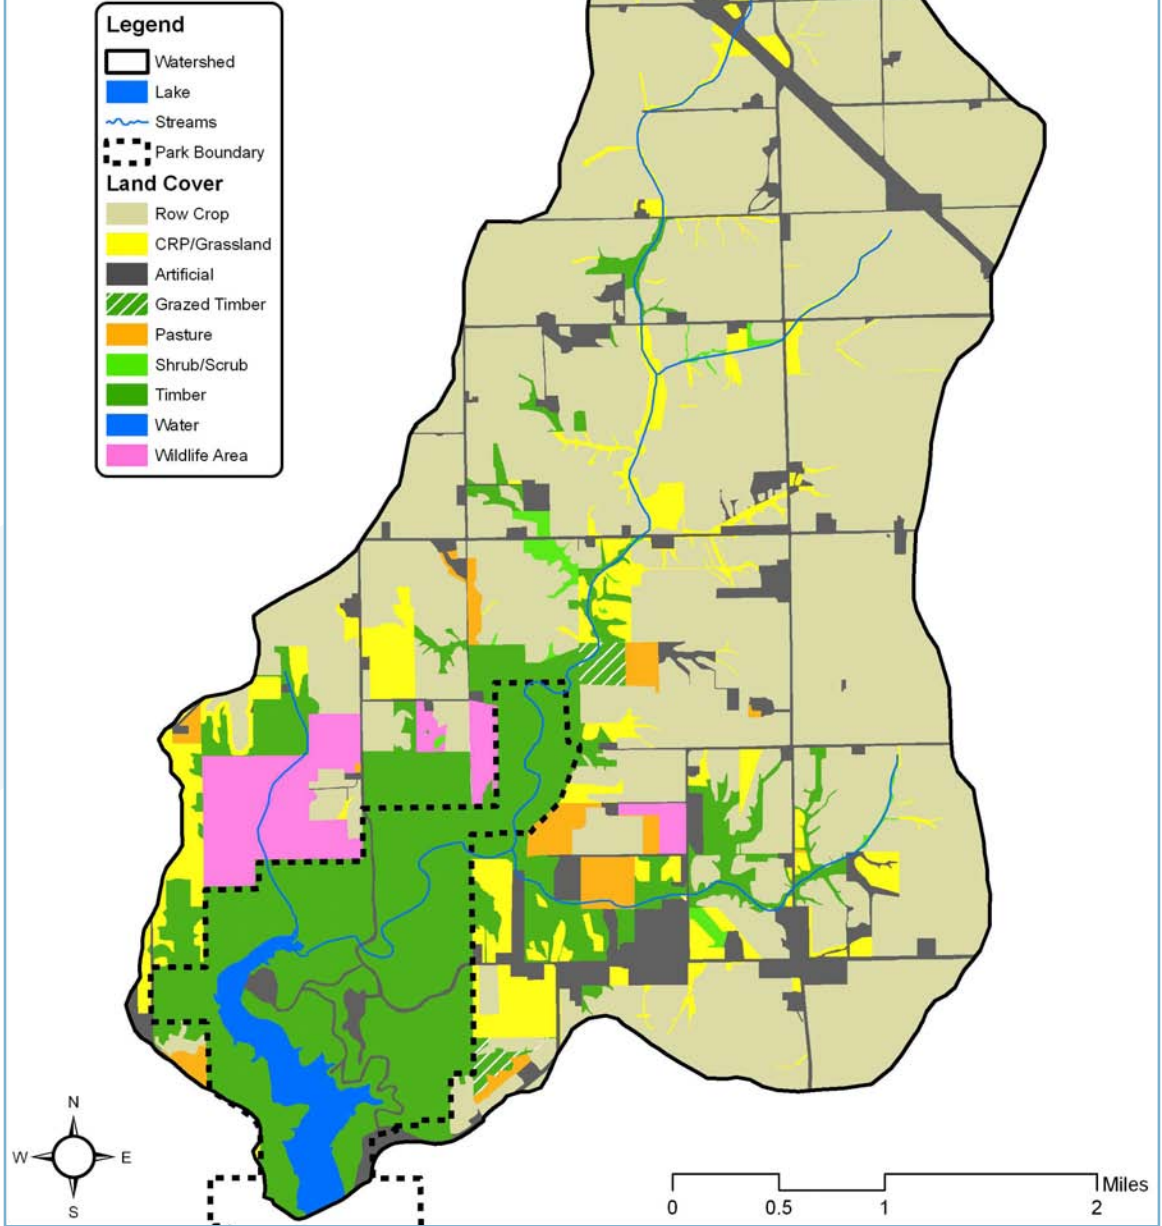 Legend
Watershed
Lake
Streams
Park Boundary
Land Cover
Row Crop
CRP/Grassland
Artificial
Grazed Timber
Pasture
Shrub/Scrub
Timber
Water
Wildlife Area
N
W E
S
Miles
0 0.5 1 2